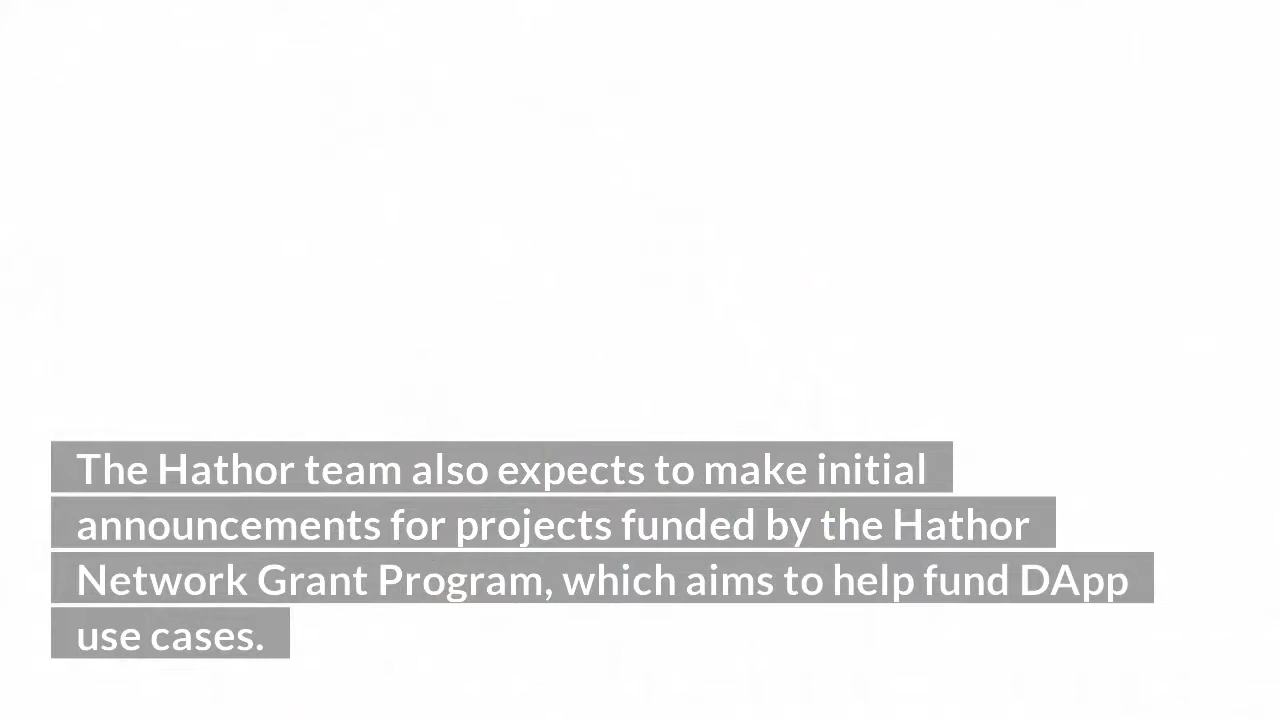 The Hathor team also expects to make initial
announcements for projects funded by the Hathor
Network Grant Program, which aims to help fund DApp
use cases.